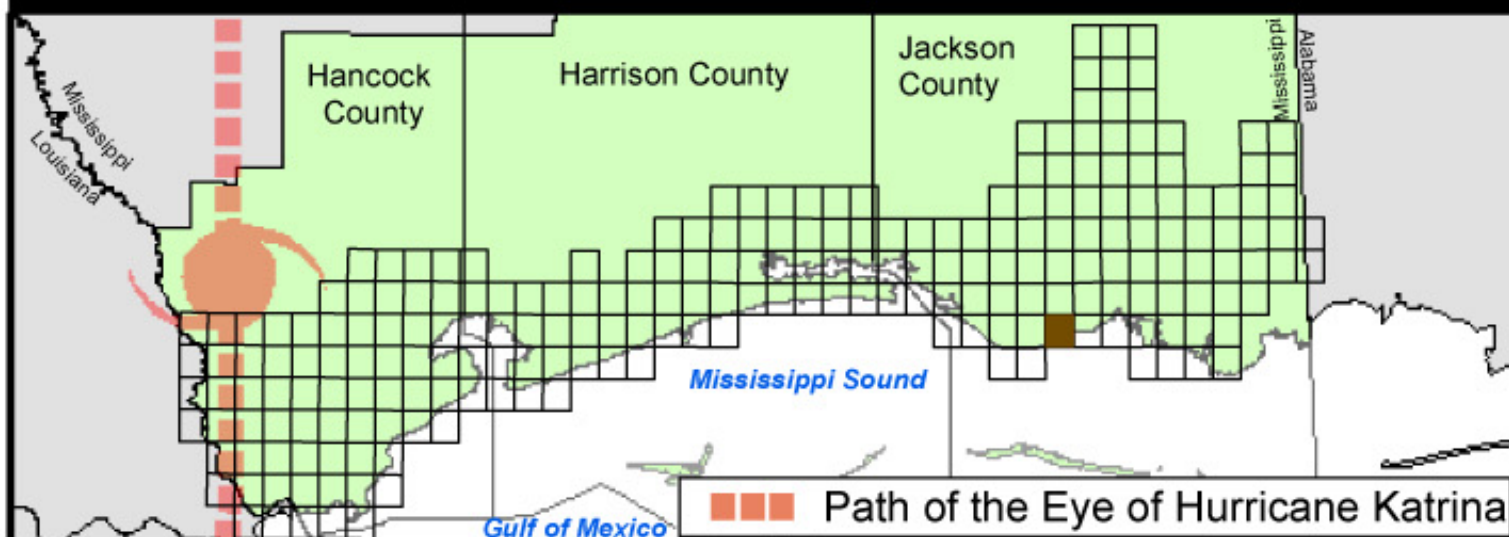 Hancock
County
Harrison County
Jackson
County
Mississippi
Alabama
Mississippi
Louisiana
Mississippi Sound
Gulf of Mexico
Path of the Eye of Hurricane Katrina